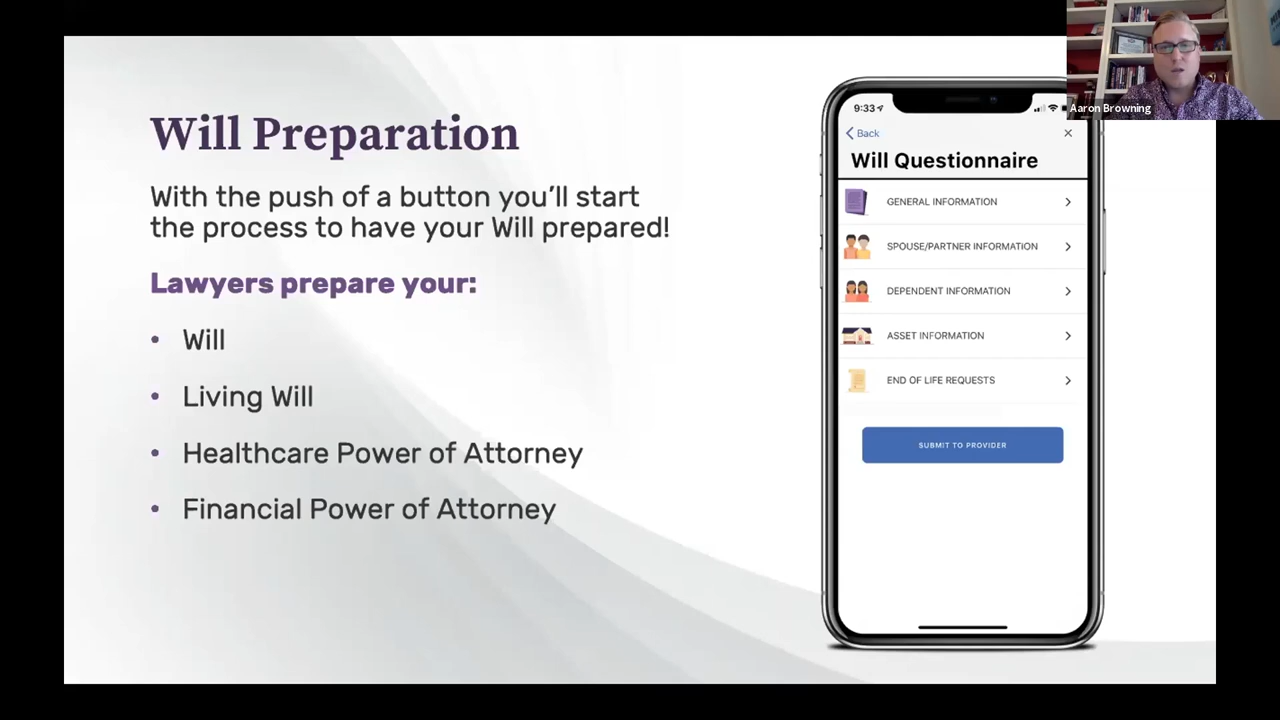 Will Preparation
With the push of a button you'll start
the process to have your Will prepared!
Lawyers prepare your:
• Will
• Living Will
• Healthcare Power of Attorney
• Financial Power of Attorney
9:33
Back
×
Will Questionnaire
GENERAL INFORMATION
SPOUSE/PARTNER INFORMATION
DEPENDENT INFORMATION
ASSET INFORMATION
END OF LIFE REQUESTS
SUBMIT TO PROVIDER
Aaron Browning